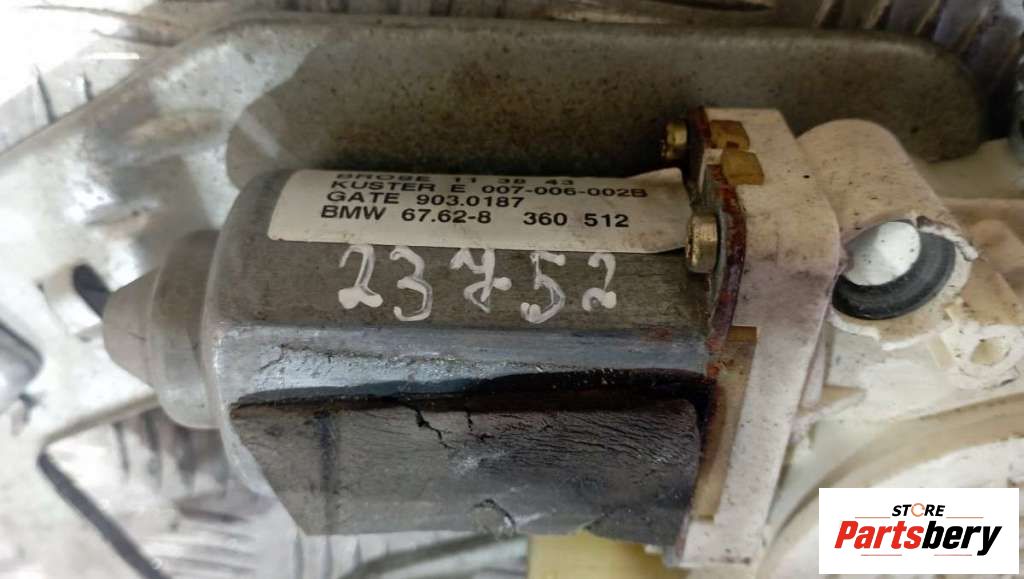 BROSE 11 38 43
KUSTER E 007-006-002B
GATE 903.0187
BMW 67.62-8 360 512
23752
STORE
Partsbery